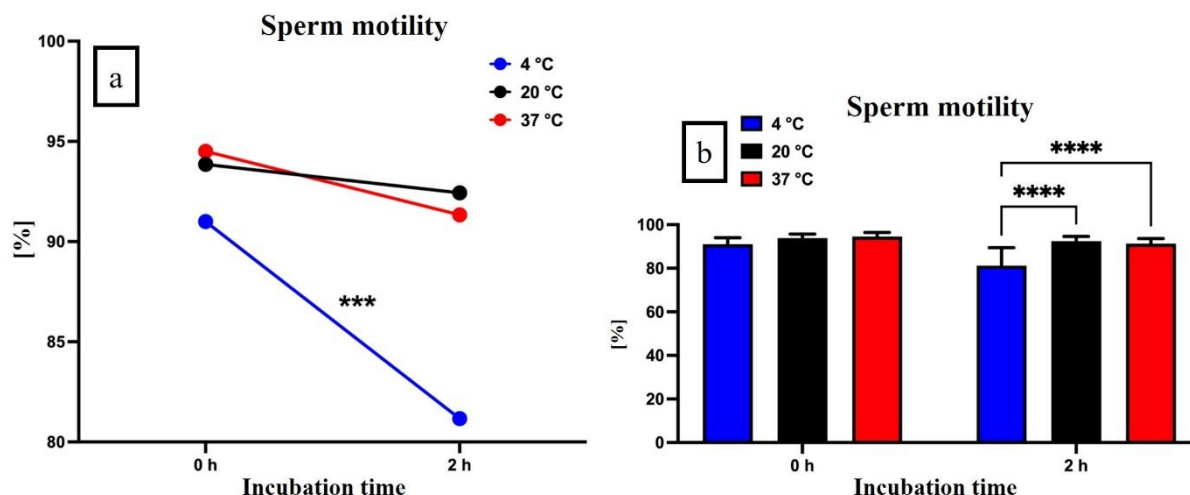 Sperm motility
a
4 °C
20 °C
37 °C
100
95
90
85
80
[%]
***
0 h
2 h
Incubation time
Sperm motility
b
4 °C
20 °C
37 °C
****
****
100
80
60
40
20
0
[%]
0 h
2 h
Incubation time